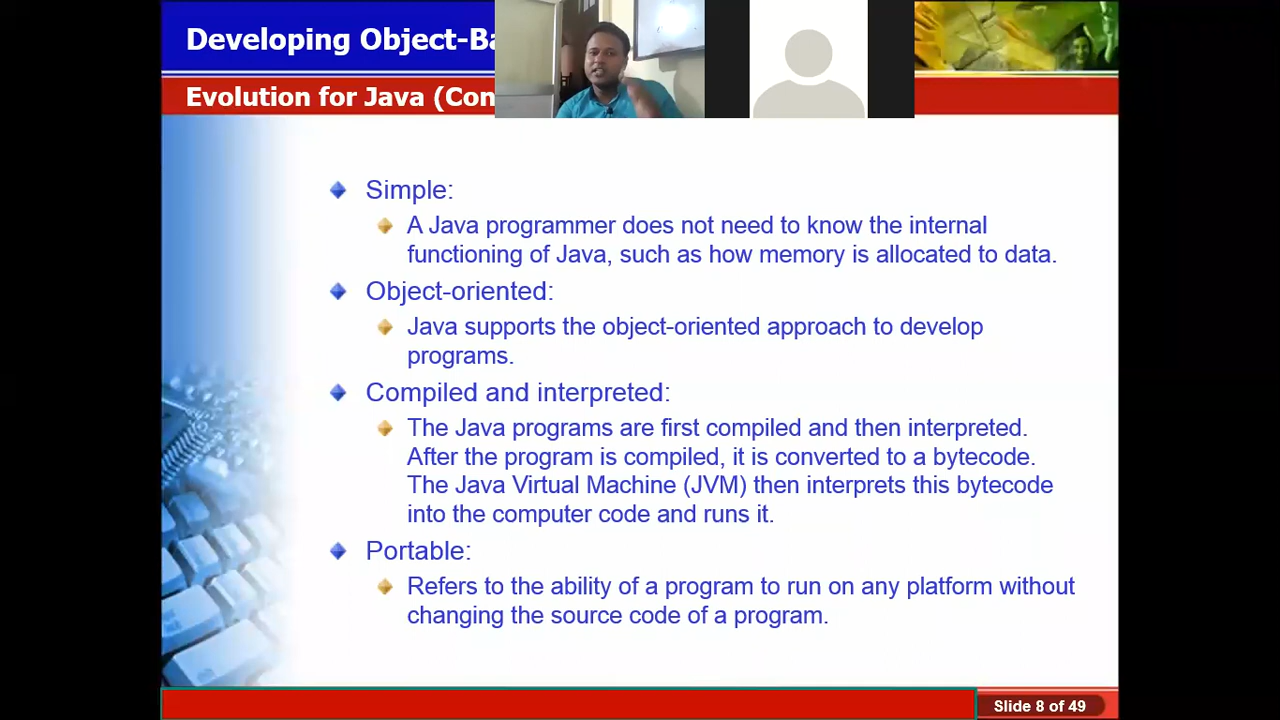 Developing Object-Ba
Evolution for Java (Con
Simple:
A Java programmer does not need to know the internal
functioning of Java, such as how memory is allocated to data.
Object-oriented:
Java supports the object-oriented approach to develop
programs.
Compiled and interpreted:
The Java programs are first compiled and then interpreted.
After the program is compiled, it is converted to a bytecode.
The Java Virtual Machine (JVM) then interprets this bytecode
into the computer code and runs it.
Portable:
Refers to the ability of a program to run on any platform without
changing the source code of a program.
Slide 8 of 49